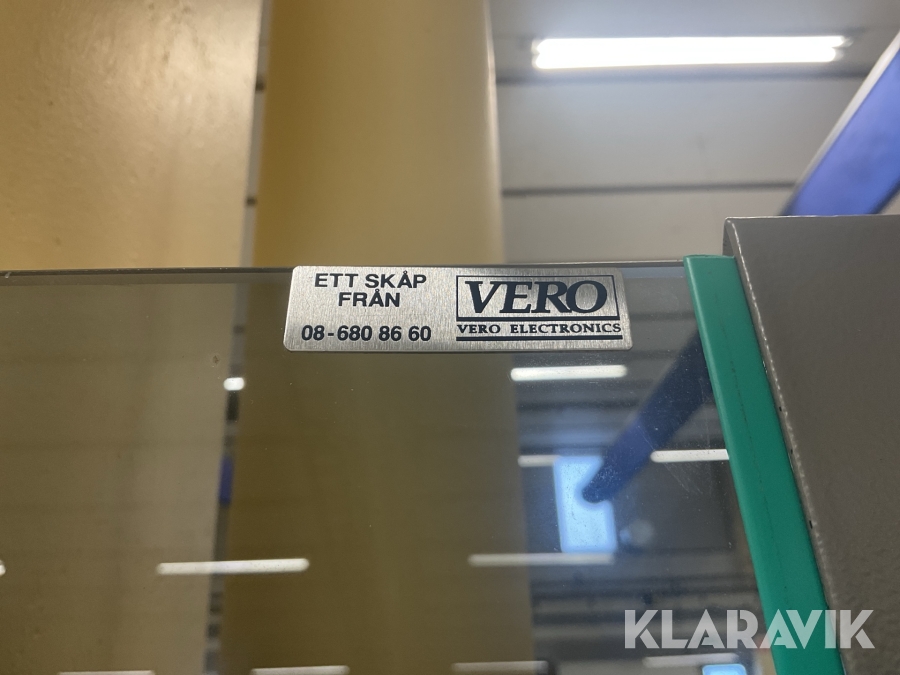 ETT SKÅP
FRÅN
08-680 86 60
VERO
VERO ELECTRONICS
KLARAVIK